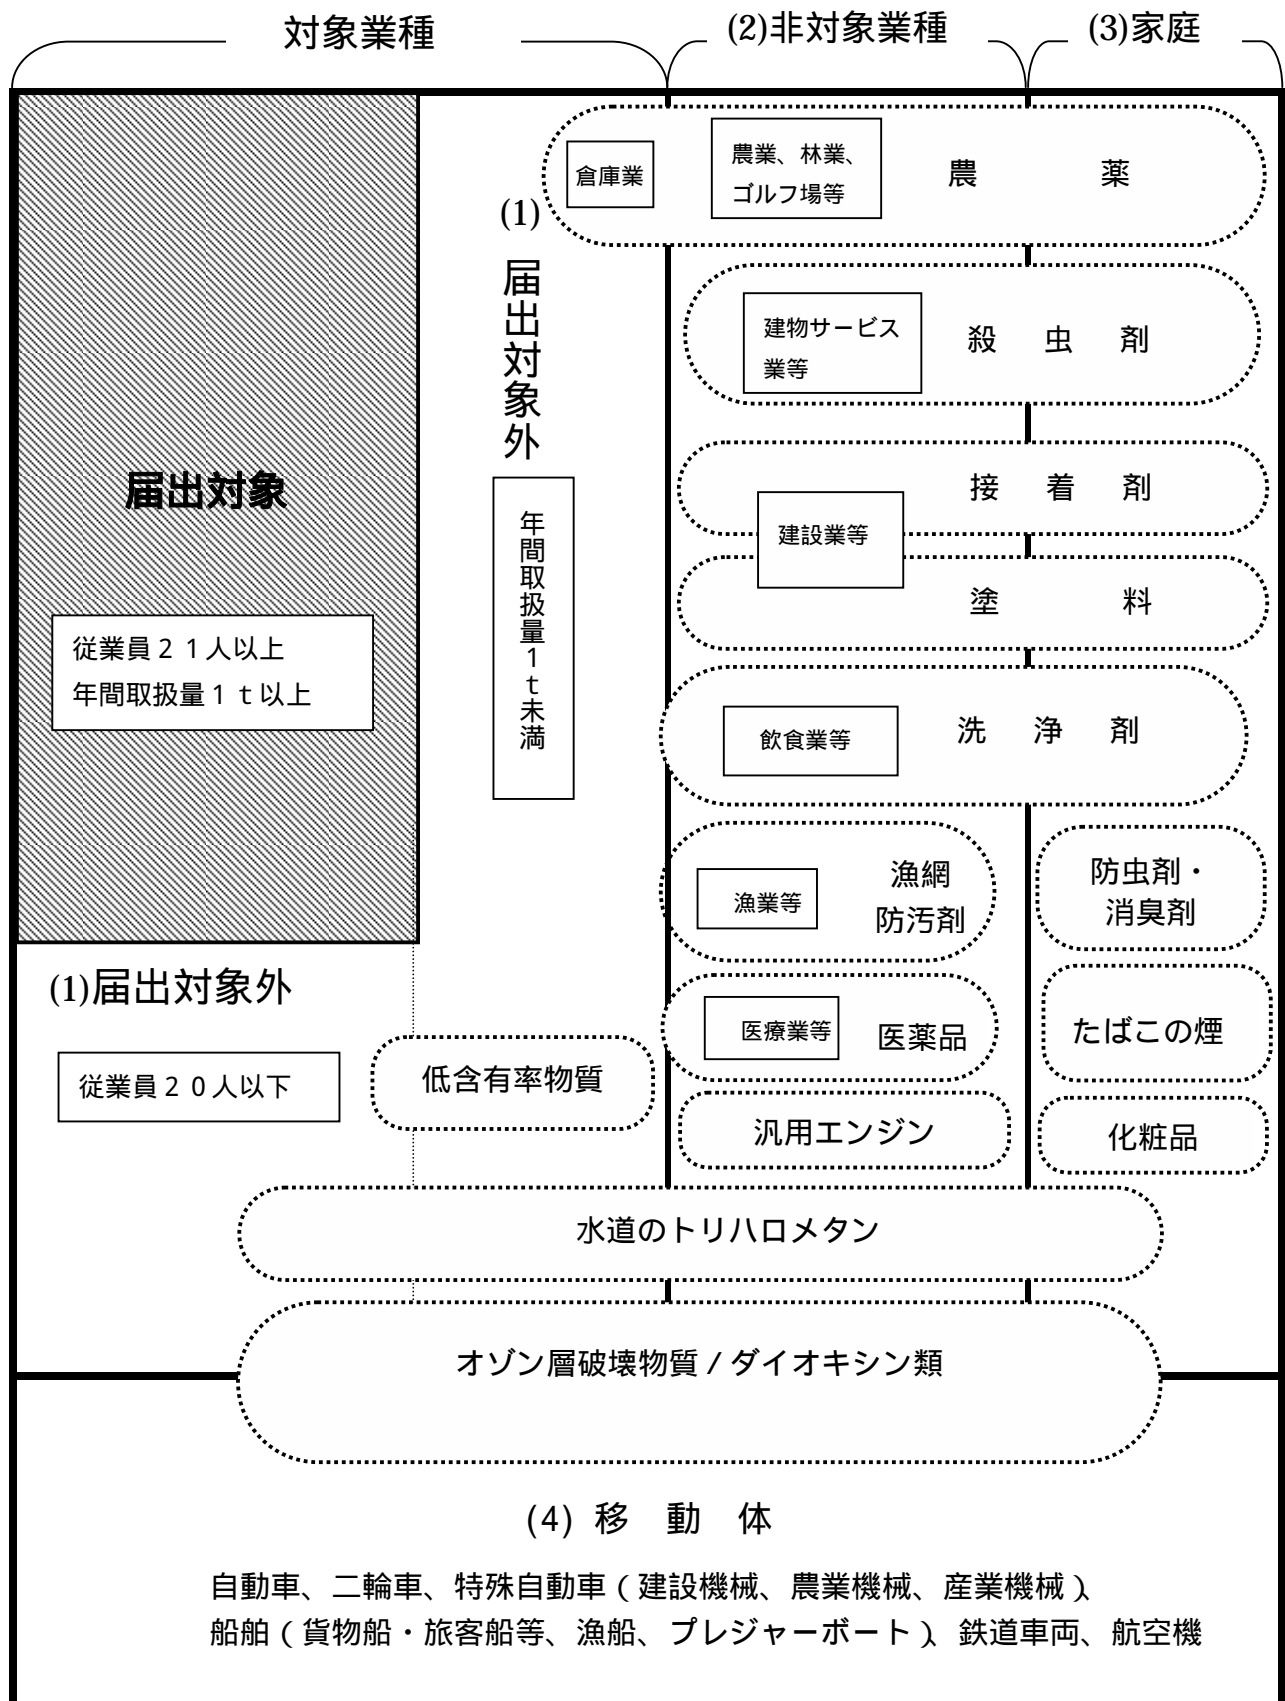 対象業種
(2)非対象業種
(3)家庭
倉庫業
農業、林業、
ゴルフ場等
農 薬
(1)
届出対象外
建物サービス
業等
殺 虫 剤
届出対象
接 着 剤
建設業等
年間取扱量1t未満
塗 料
従業員21人以上
年間取扱量1t以上
飲食業等
洗 浄 剤
漁業等
漁網
防汚剤
防虫剤・
消臭剤
(1)届出対象外
従業員20人以下
低含有率物質
医療業等
医薬品
たばこの煙
汎用エンジン
化粧品
水道のトリハロメタン
オゾン層破壊物質/ダイオキシン類
(4) 移 動 体
自動車、二輪車、特殊自動車(建設機械、農業機械、産業機械)、
船舶(貨物船・旅客船等、漁船、プレジャーボート)、鉄道車両、航空機